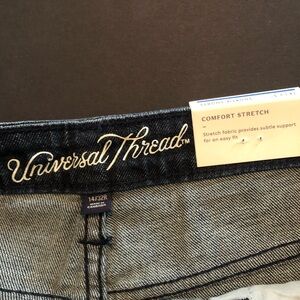 COMFORT STRETCH
Stretch fabric provides subtle support
for an easy fit
Universal Thread™
14/32R